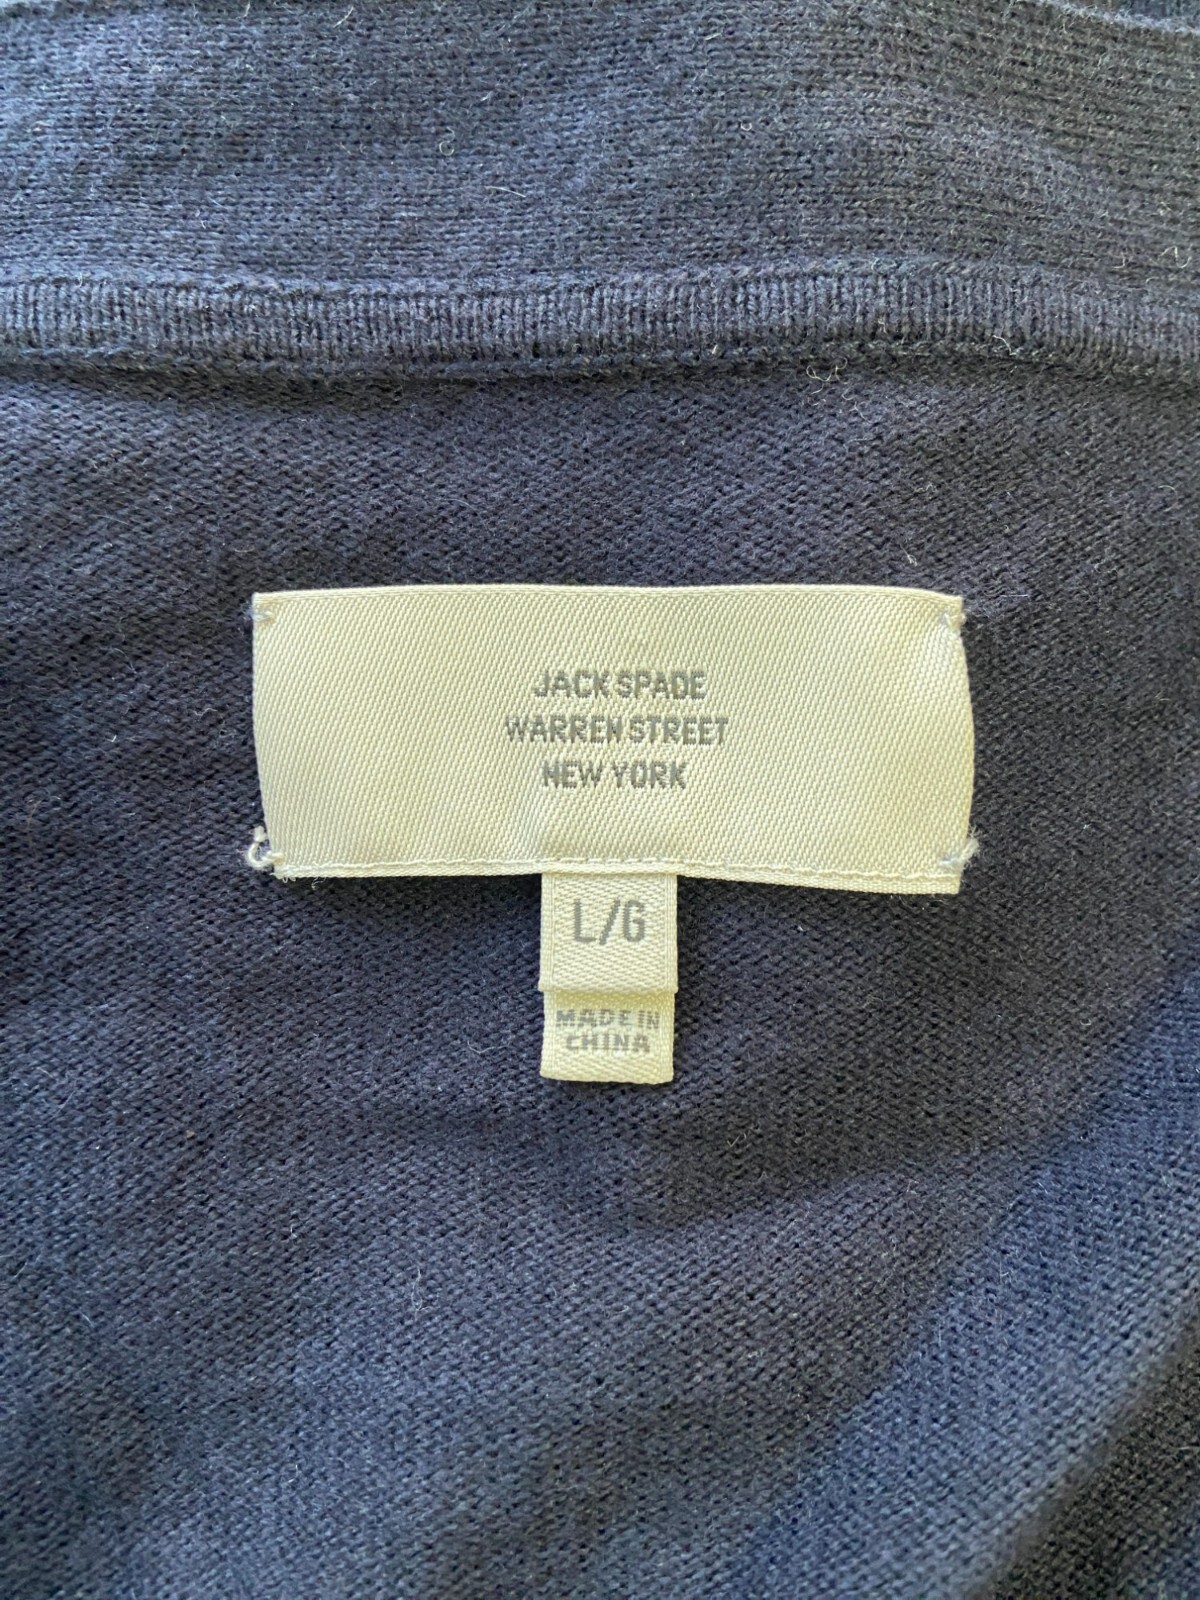 JACK SPADE
WARREN STREET
NEW YORK
L/G
MADE IN
CHINA